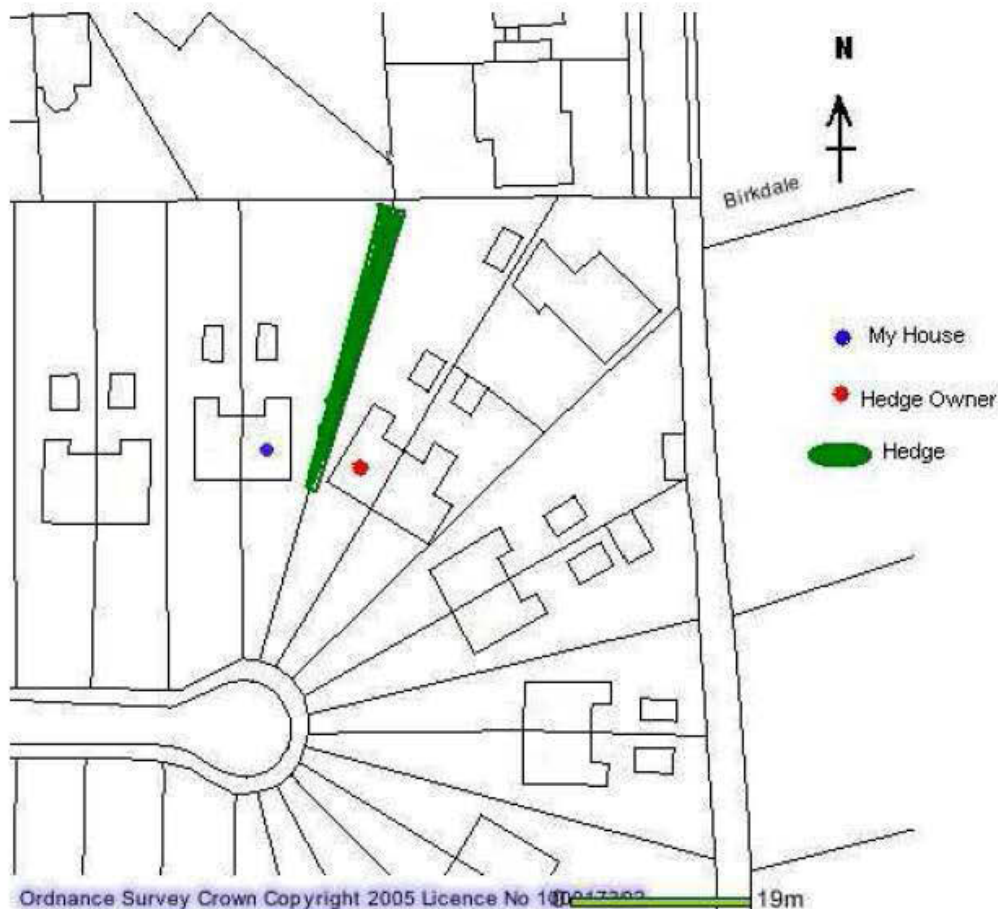 N
Birkdale
My House
Hedge Owner
Hedge
Ordnance Survey Crown Copyright 2005 Licence No
19m